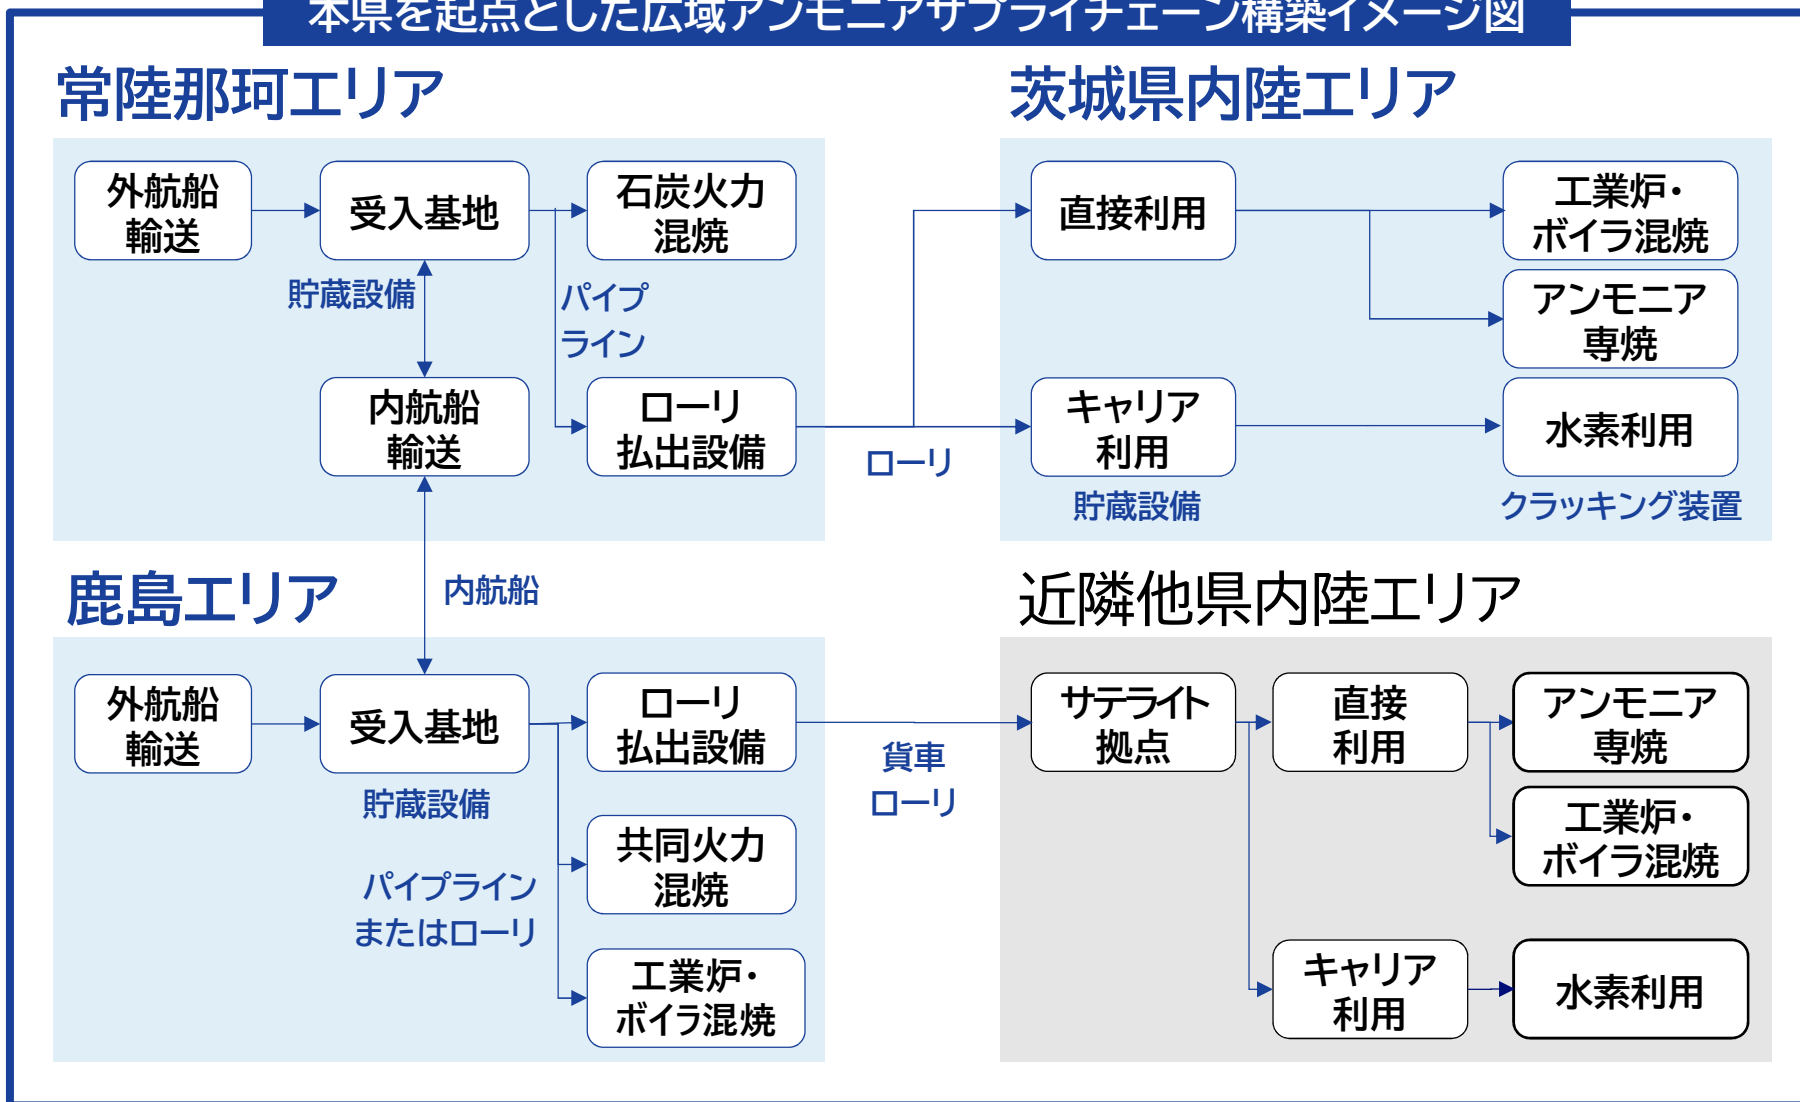 本県を起点とした広域アンモニアサプライチェーン構築イメージ図
常陸那珂エリア
外航船
輸送
受入基地
石炭火力
混焼
貯蔵設備
パイプ
ライン
内航船
輸送
ローリ
払出設備
ローリ
茨城県内陸エリア
直接利用
工業炉・
ボイラ混焼
アンモニア
専焼
キャリア
利用
水素利用
貯蔵設備
クラッキング装置
内航船
鹿島エリア
外航船
輸送
受入基地
ローリ
払出設備
貯蔵設備
共同火力
混焼
パイプライン
またはローリ
工業炉・
ボイラ混焼
貨車
ローリ
近隣他県内陸エリア
サテライト
拠点
直接
利用
アンモニア
専焼
工業炉・
ボイラ混焼
キャリア
利用
水素利用